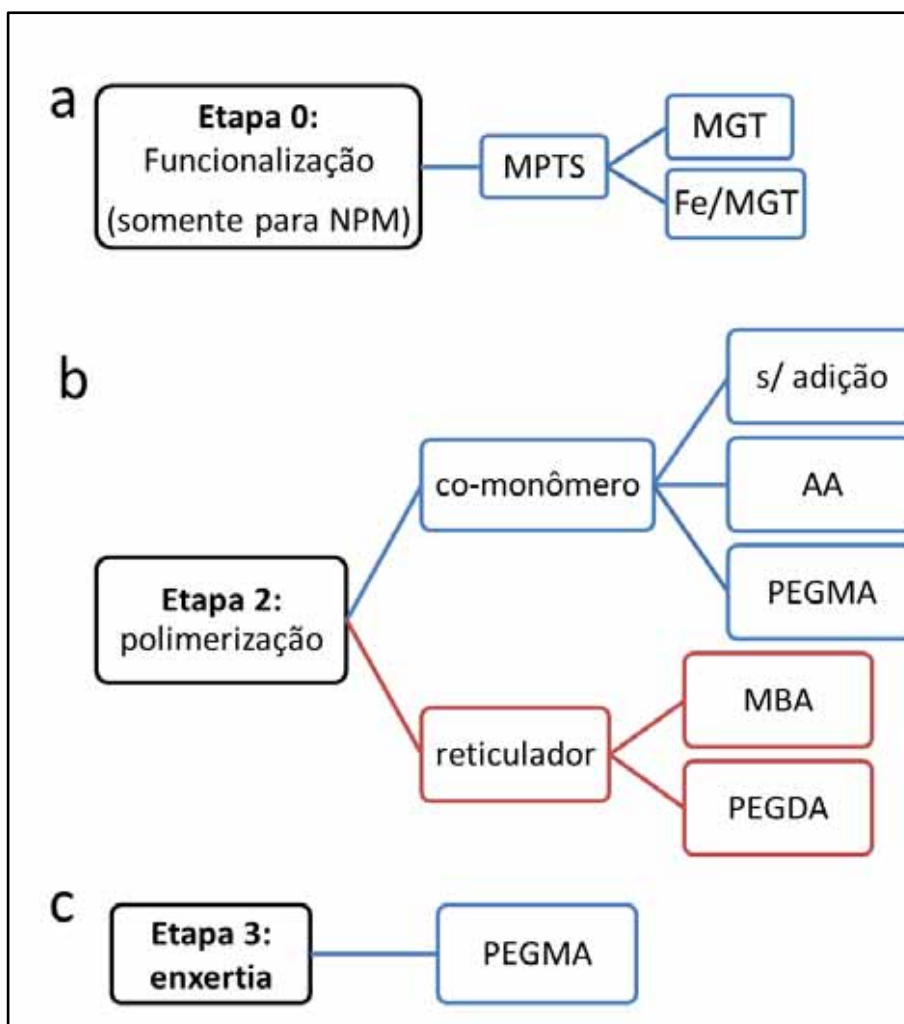 a
Etapa 0:
Funcionalização
(somente para NPM)
MPTS
MGT
Fe/MGT
b
Etapa 2:
polimerização
co-monômero
s/ adição
AA
PEGMA
reticulador
MBA
PEGDA
c
Etapa 3:
enxertia
PEGMA